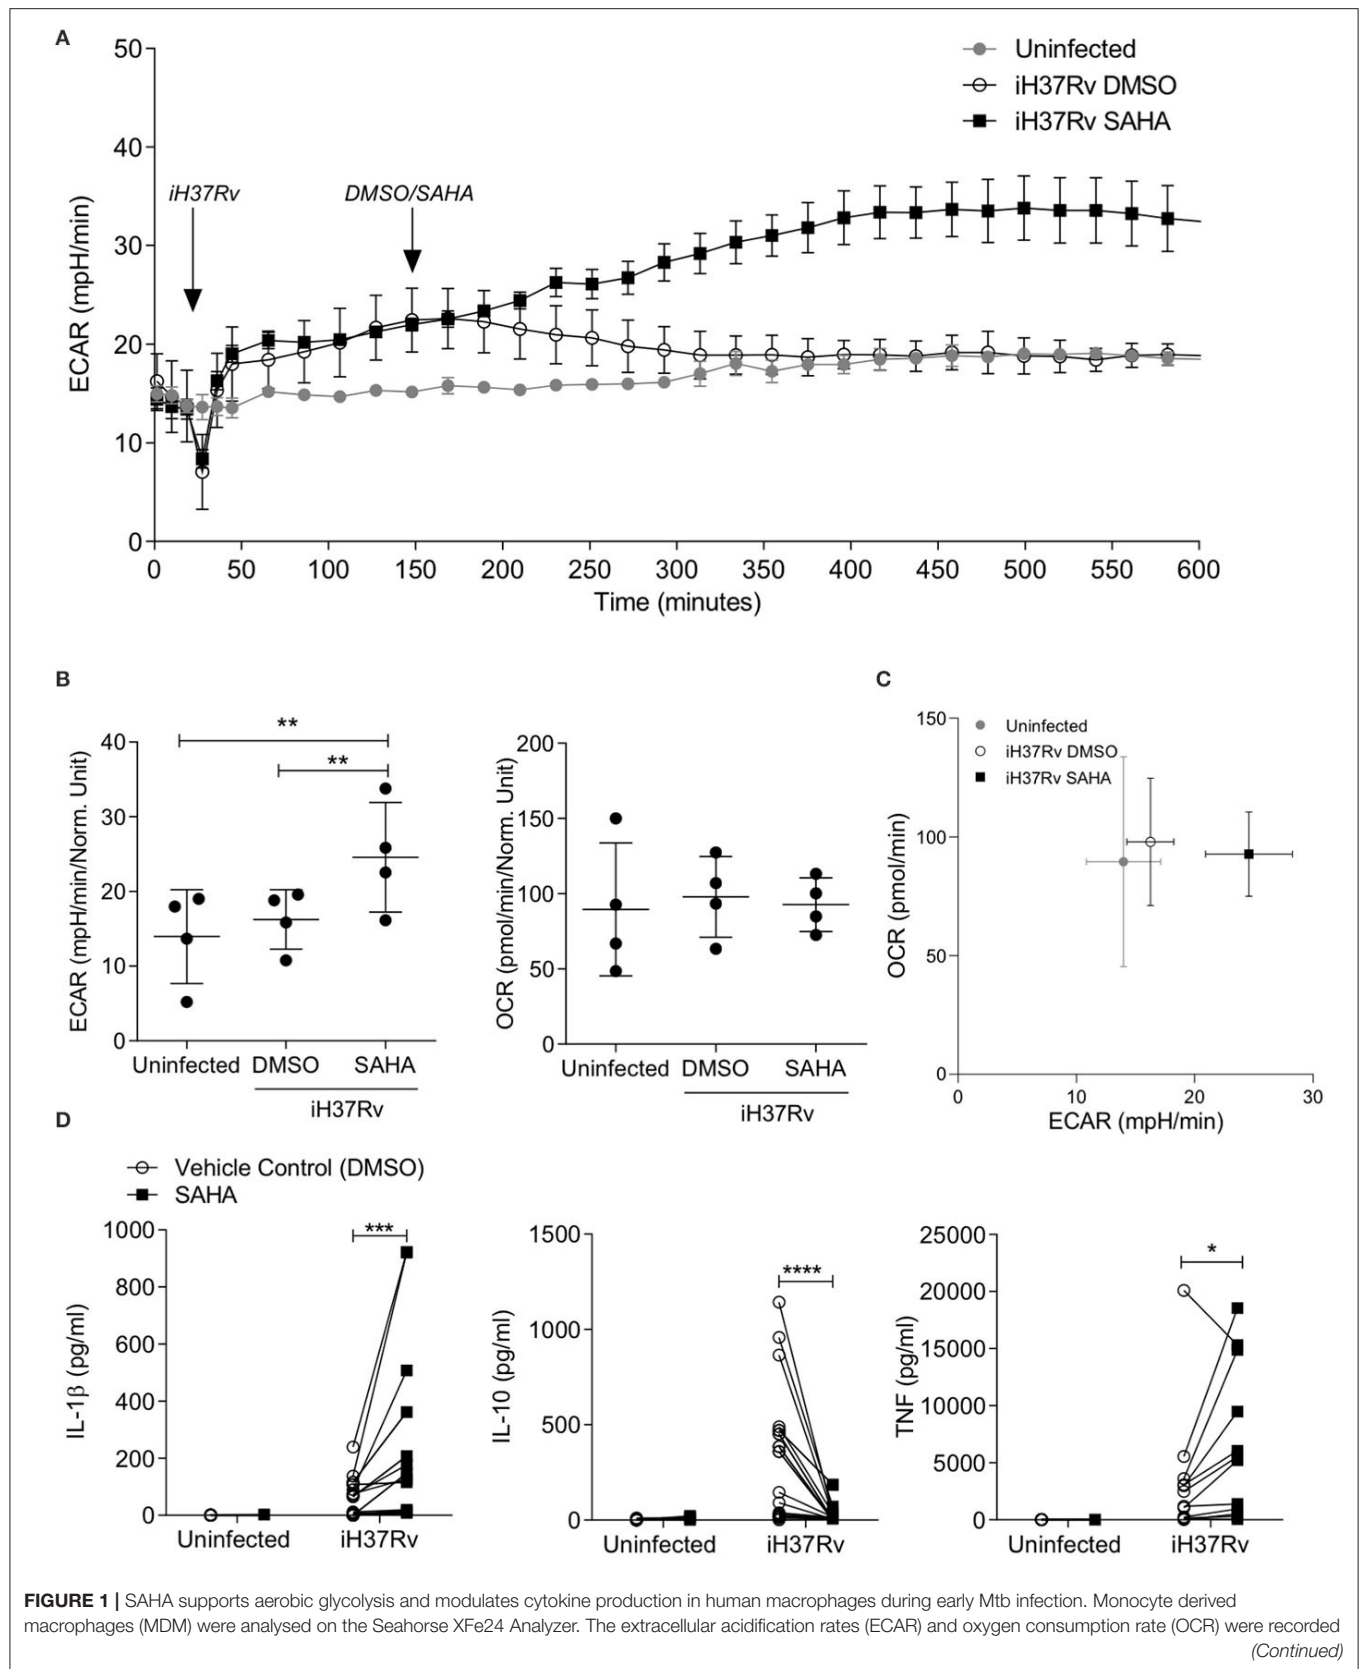 A
50
40
30
20
10
0
ECAR (mpH/min)
iH37Rv
DMSO/SAHA
Uninfected
iH37Rv DMSO
iH37Rv SAHA
0 50 100 150 200 250 300 350 400 450 500 550 600
Time (minutes)
B
40
30
20
10
0
ECAR (mpH/min/Norm. Unit)
**
**
Uninfected DMSO SAHA
iH37Rv
200
150
100
50
0
OCR (pmol/min/Norm. Unit)
Uninfected DMSO SAHA
iH37Rv
C
150
100
50
0
OCR (pmol/min)
Uninfected
iH37Rv DMSO
iH37Rv SAHA
0 10 20 30
ECAR (mpH/min)
D
Vehicle Control (DMSO)
SAHA
1000
800
600
400
200
0
IL-1β (pg/ml)
***
Uninfected iH37Rv
1500
1000
500
0
IL-10 (pg/ml)
****
Uninfected iH37Rv
25000
20000
15000
10000
5000
0
TNF (pg/ml)
*
Uninfected iH37Rv
FIGURE 1 | SAHA supports aerobic glycolysis and modulates cytokine production in human macrophages during early Mtb infection. Monocyte derived
macrophages (MDM) were analysed on the Seahorse XFe24 Analyzer. The extracellular acidification rates (ECAR) and oxygen consumption rate (OCR) were recorded
(Continued)